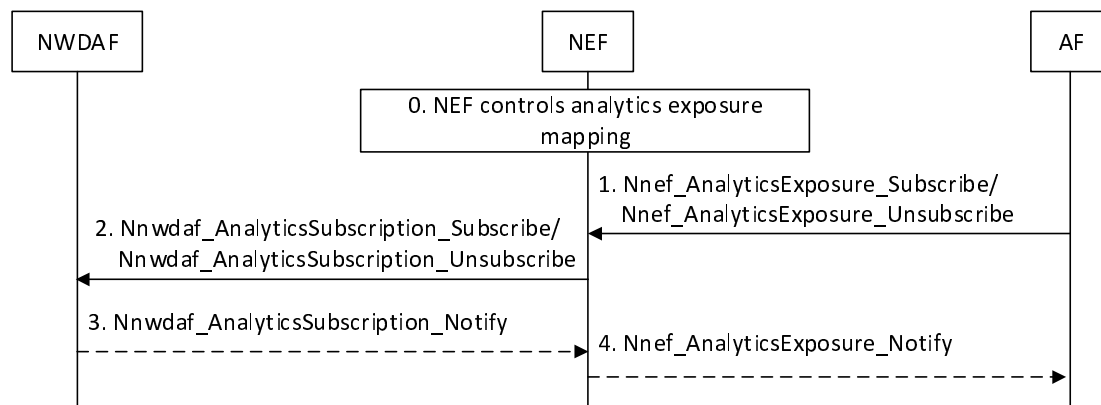 NWDAF
NEF
AF
0. NEF controls analytics exposure
mapping
1. Nnef_AnalyticsExposure_Subscribe/
Nnef_AnalyticsExposure_Unsubscribe
2. Nnwdaf_AnalyticsSubscription_Subscribe/
Nnwdaf_AnalyticsSubscription_Unsubscribe
3. Nnwdaf_AnalyticsSubscription_Notify
4. Nnef_AnalyticsExposure_Notify